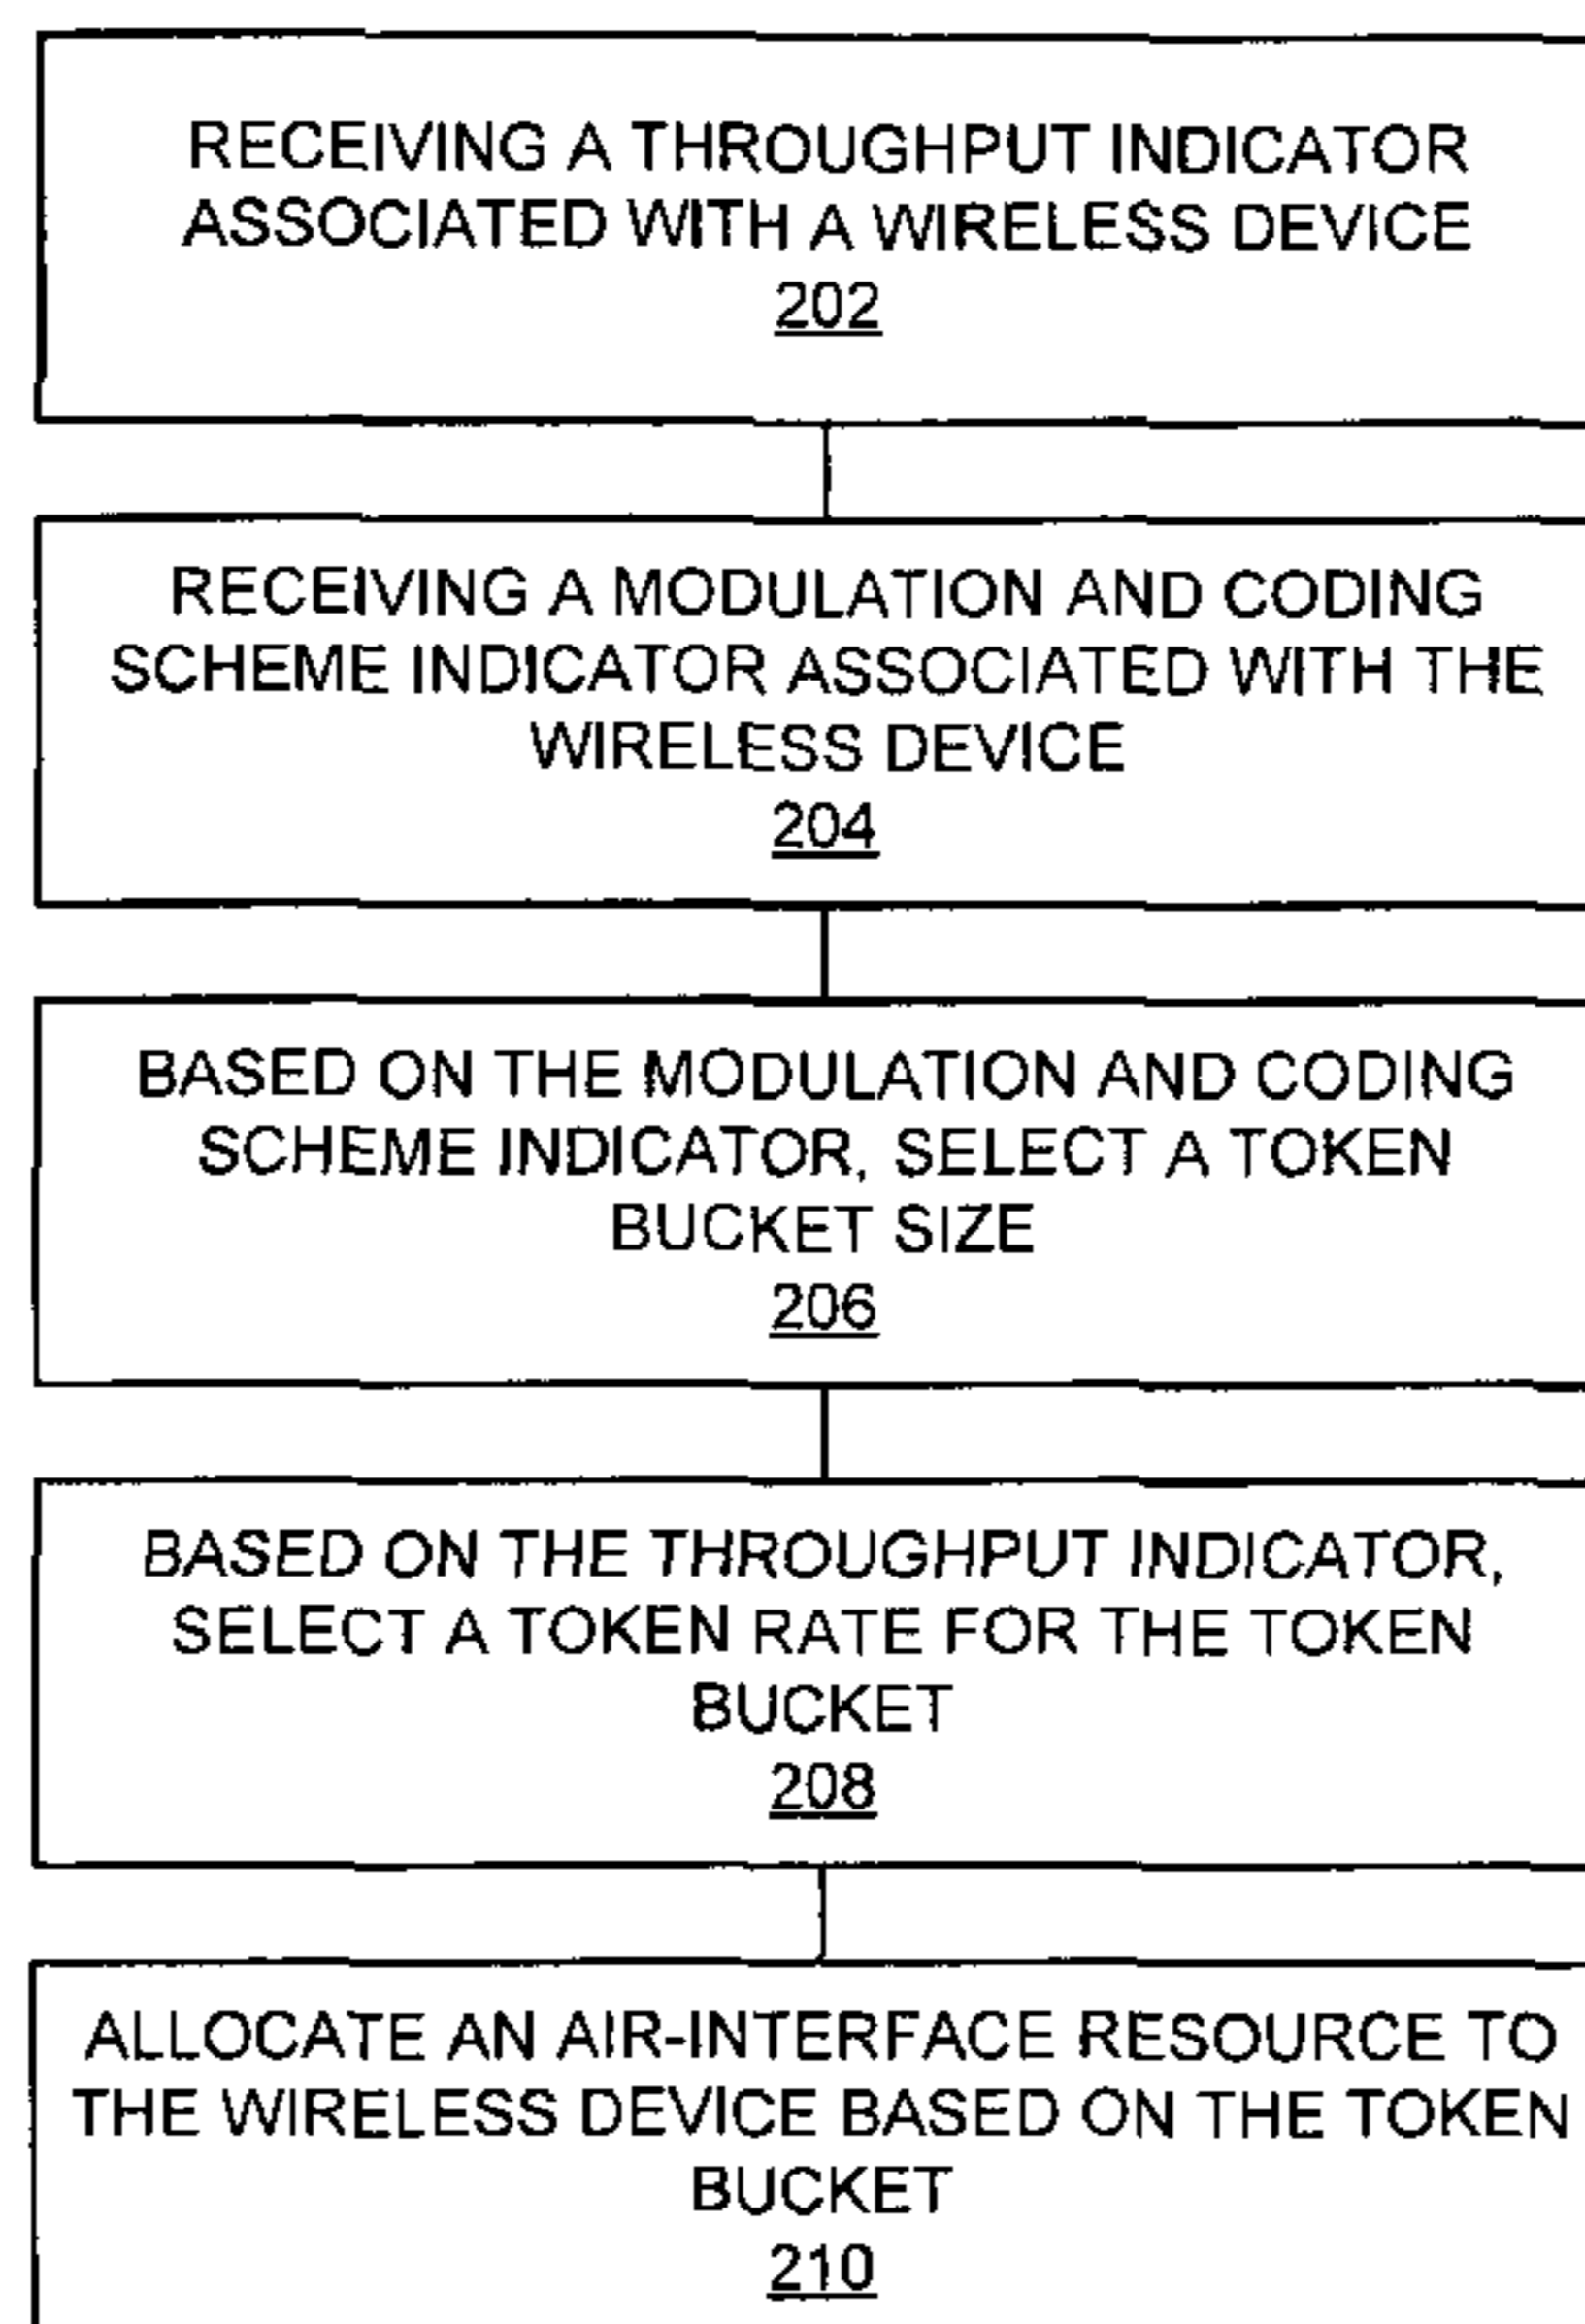 RECEIVING A THROUGHPUT INDICATOR
ASSOCIATED WITH A WIRELESS DEVICE
202
RECEIVING A MODULATION AND CODING
SCHEME INDICATOR ASSOCIATED WITH THE
WIRELESS DEVICE
204
BASED ON THE MODULATION AND CODING
SCHEME INDICATOR, SELECT A TOKEN
BUCKET SIZE
206
BASED ON THE THROUGHPUT INDICATOR,
SELECT A TOKEN RATE FOR THE TOKEN
BUCKET
208
ALLOCATE AN AIR-INTERFACE RESOURCE TO
THE WIRELESS DEVICE BASED ON THE TOKEN
BUCKET
210